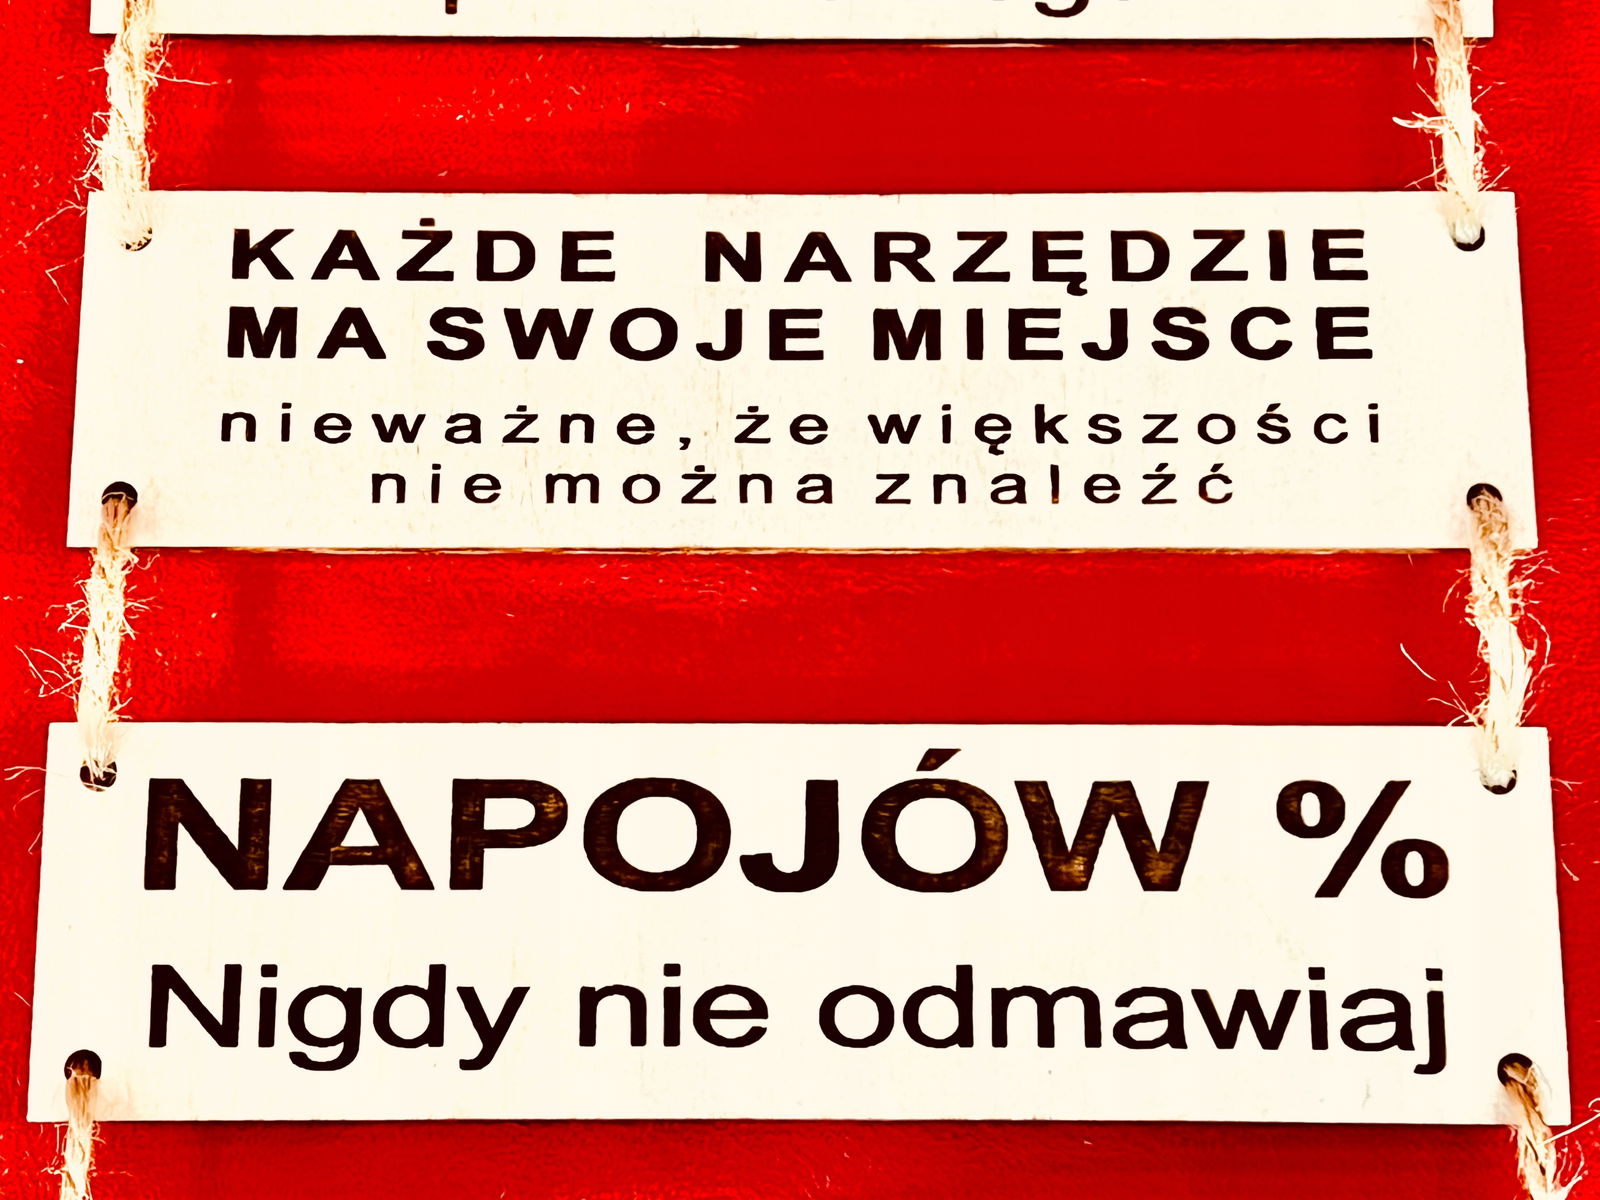 KAŻDE NARZĘDZIE
MA SWOJE MIEJSCE
nieważne, że większości
nie można znaleźć
NAPOJÓW %
Nigdy nie odmawiaj